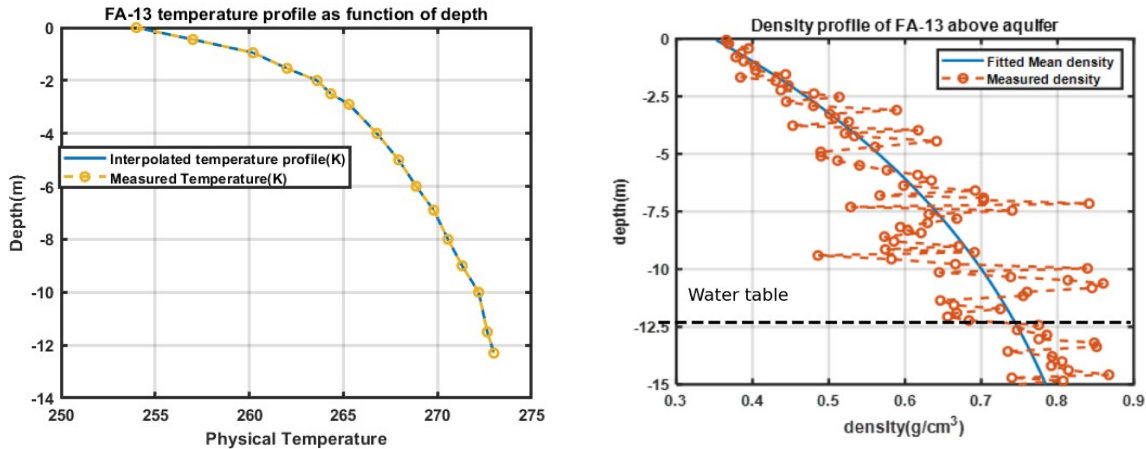 FA-13 temperature profile as function of depth
0
-2
-4
-6
-8
-10
-12
-14
Depth(m)
Interpolated temperature profile(K)
Measured Temperature(K)
250
255
260
265
270
275
Physical Temperature
Density profile of FA-13 above aquifer
0
-2.5
-5
-7.5
-10
-12.5
-15
depth(m)
Fitted Mean density
Measured density
Water table
0.3
0.4
0.5
0.6
0.7
0.8
0.9
density(g/cm³)